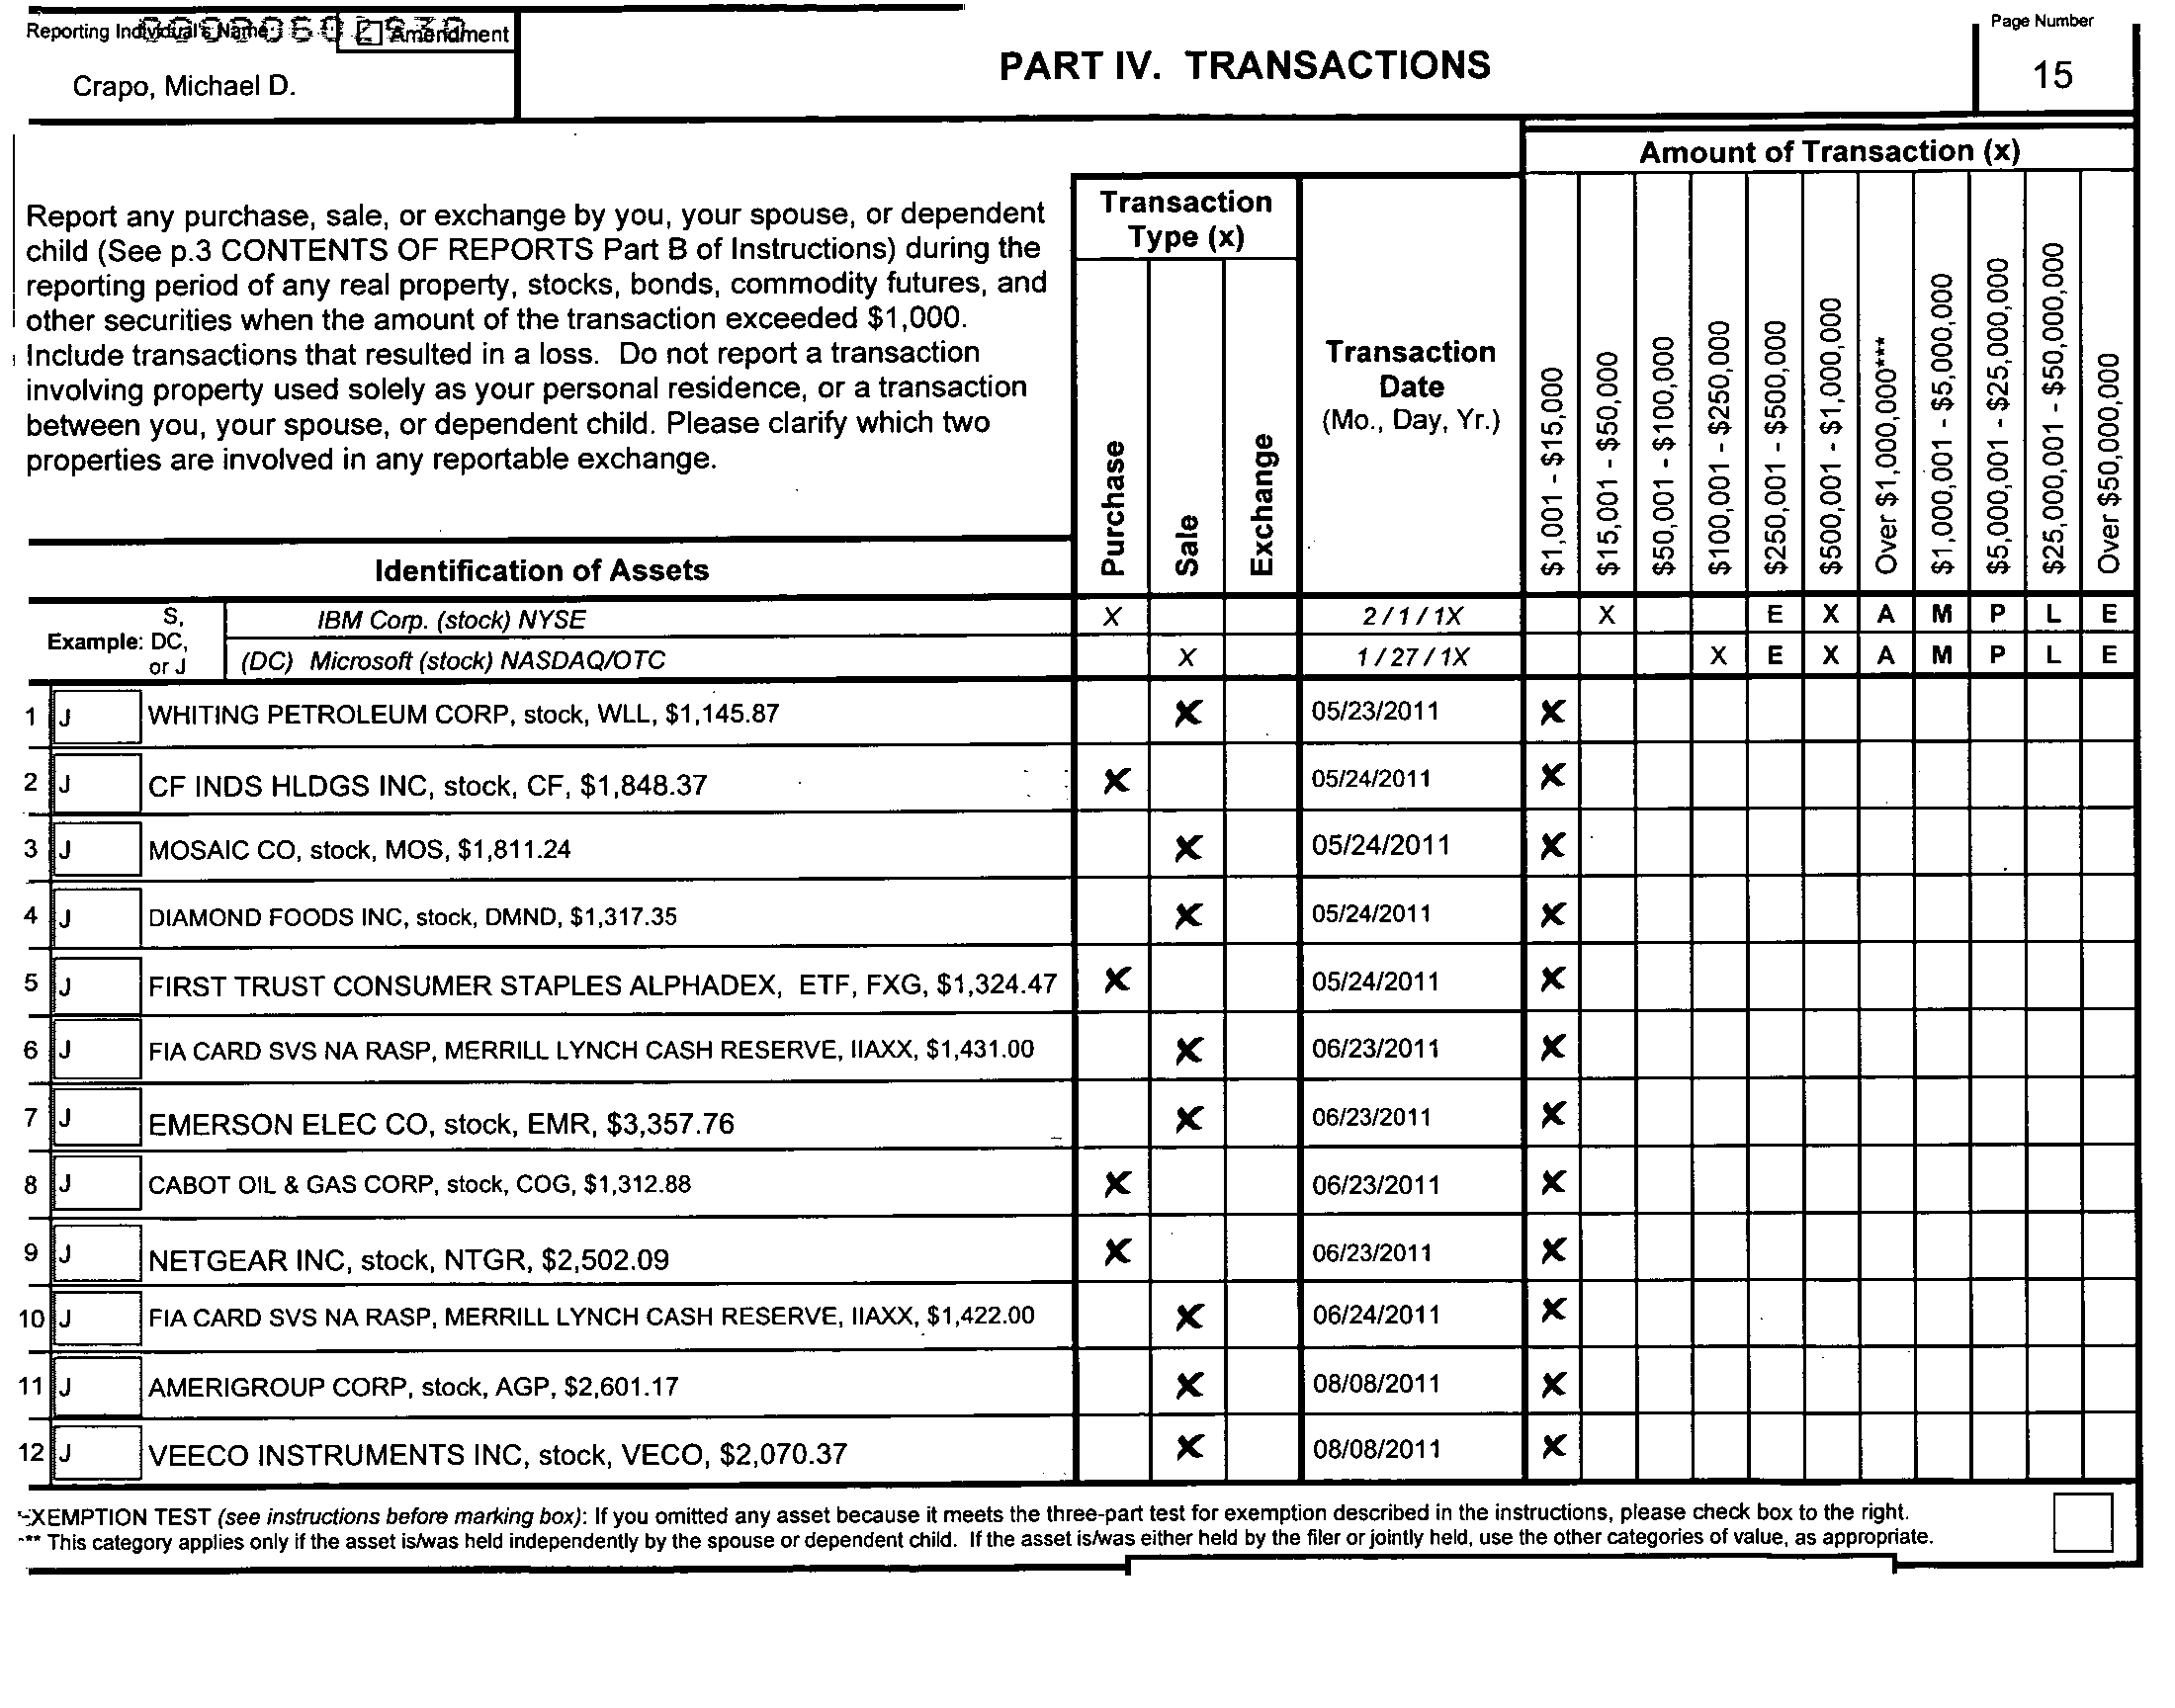 Reporting Individual's Name Amendment
Crapo, Michael D.
PART IV. TRANSACTIONS
Page Number
15
Amount of Transaction (x)
Report any purchase, sale, or exchange by you, your spouse, or dependent
child (See p.3 CONTENTS OF REPORTS Part B of Instructions) during the
reporting period of any real property, stocks, bonds, commodity futures, and
other securities when the amount of the transaction exceeded $1,000.
Include transactions that resulted in a loss. Do not report a transaction
involving property used solely as your personal residence, or a transaction
between you, your spouse, or dependent child. Please clarify which two
properties are involved in any reportable exchange.
Transaction
Type (x)
Purchase
Sale
Exchange
Transaction
Date
(Mo., Day, Yr.)
$1,001 - $15,000
$15,001 - $50,000
$50,001 - $100,000
$100,001 - $250,000
$250,001 - $500,000
$500,001 - $1,000,000
Over $1,000,000***
$1,000,001 - $5,000,000
$5,000,001 - $25,000,000
$25,000,001 - $50,000,000
Over $50,000,000
Identification of Assets
Example: S, DC, or J
IBM Corp. (stock) NYSE X 2 / 1 / 1X X E X A M P L E
(DC) Microsoft (stock) NASDAQ/OTC X 1 / 27 / 1X X E X A M P L E
1 J WHITING PETROLEUM CORP, stock, WLL, $1,145.87 X 05/23/2011 X
2 J CF INDS HLDGS INC, stock, CF, $1,848.37 X 05/24/2011 X
3 J MOSAIC CO, stock, MOS, $1,811.24 X 05/24/2011 X
4 J DIAMOND FOODS INC, stock, DMND, $1,317.35 X 05/24/2011 X
5 J FIRST TRUST CONSUMER STAPLES ALPHADEX, ETF, FXG, $1,324.47 X 05/24/2011 X
6 J FIA CARD SVS NA RASP, MERRILL LYNCH CASH RESERVE, IIAXX, $1,431.00 X 06/23/2011 X
7 J EMERSON ELEC CO, stock, EMR, $3,357.76 X 06/23/2011 X
8 J CABOT OIL & GAS CORP, stock, COG, $1,312.88 X 06/23/2011 X
9 J NETGEAR INC, stock, NTGR, $2,502.09 X 06/23/2011 X
10 J FIA CARD SVS NA RASP, MERRILL LYNCH CASH RESERVE, IIAXX, $1,422.00 X 06/24/2011 X
11 J AMERIGROUP CORP, stock, AGP, $2,601.17 X 08/08/2011 X
12 J VEECO INSTRUMENTS INC, stock, VECO, $2,070.37 X 08/08/2011 X
EXEMPTION TEST (see instructions before marking box): If you omitted any asset because it meets the three-part test for exemption described in the instructions, please check box to the right.
*** This category applies only if the asset is/was held independently by the spouse or dependent child. If the asset is/was either held by the filer or jointly held, use the other categories of value, as appropriate.